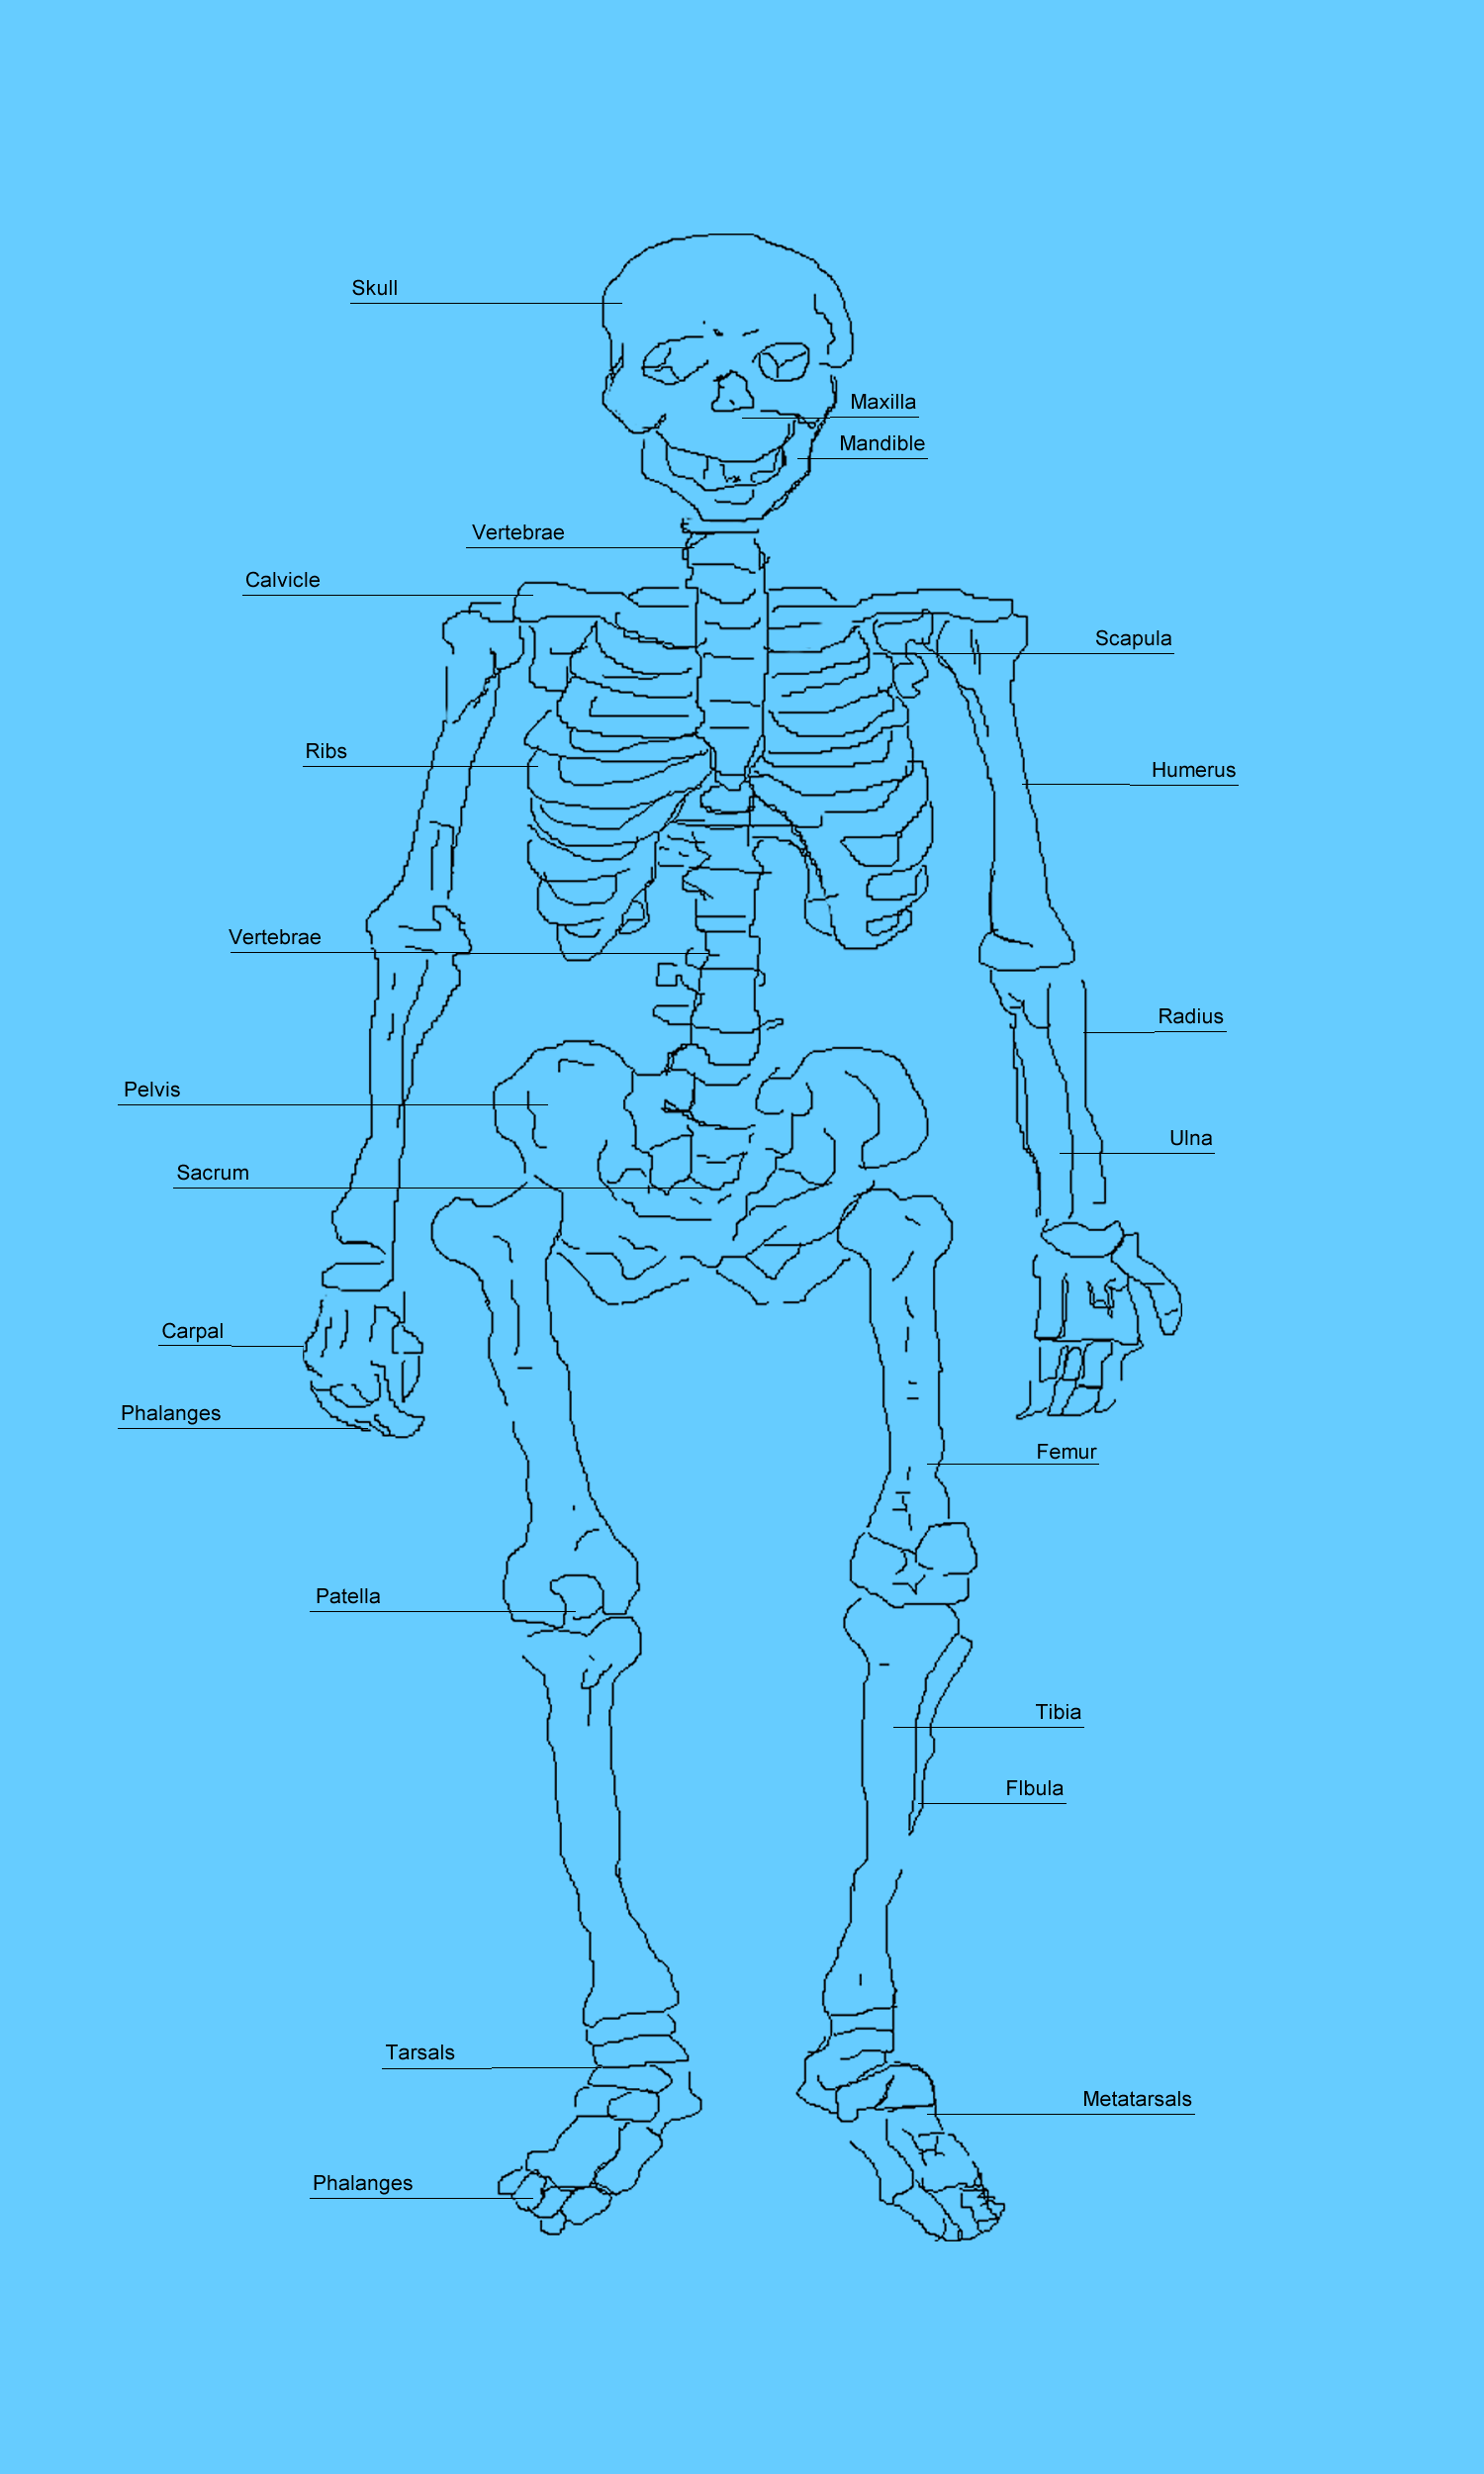 Skull
Maxilla
Mandible
Vertebrae
Calvicle
Scapula
Ribs
Humerus
Vertebrae
Radius
Pelvis
Ulna
Sacrum
Carpal
Phalanges
Femur
Patella
Tibia
FIbula
Tarsals
Metatarsals
Phalanges